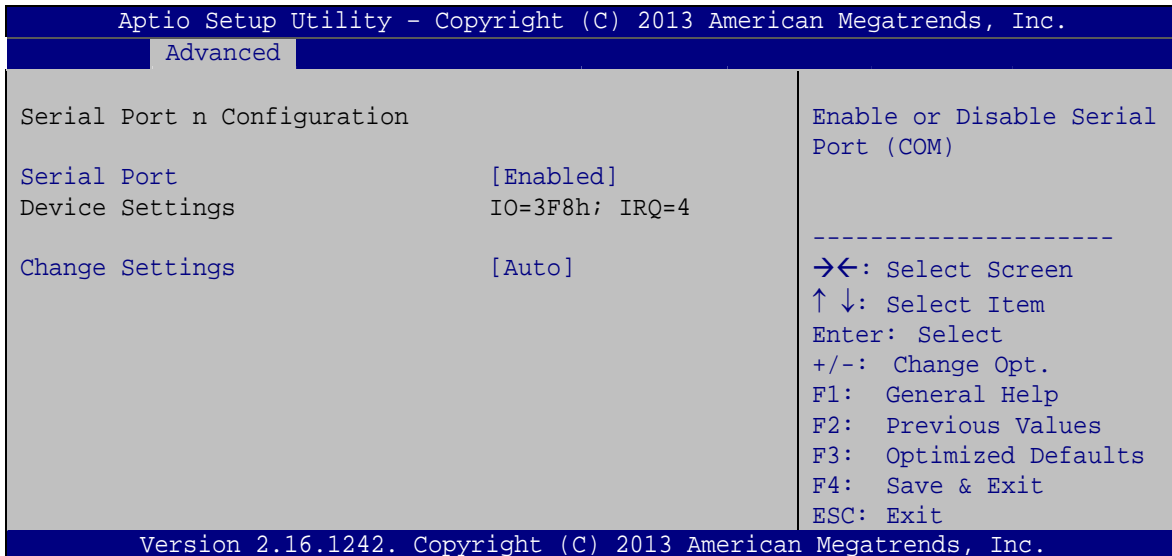 Aptio Setup Utility – Copyright (C) 2013 American Megatrends, Inc.
Advanced
Serial Port n Configuration
Serial Port [Enabled]
Device Settings IO=3F8h; IRQ=4
Change Settings [Auto]
Enable or Disable Serial
Port (COM)
---------------------
→←: Select Screen
↑ ↓: Select Item
Enter: Select
+/-: Change Opt.
F1: General Help
F2: Previous Values
F3: Optimized Defaults
F4: Save & Exit
ESC: Exit
Version 2.16.1242. Copyright (C) 2013 American Megatrends, Inc.